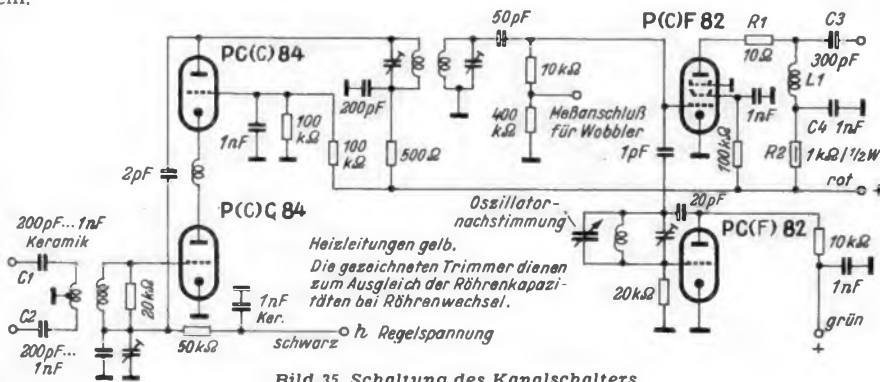 em.
PC(C)84
50pF
P(C)F 82
R1
10Ω
C3
300pF
L1
200pF
10kΩ
Meßanschluß
für Wobbler
400
kΩ
1nF
C4 1nF
100kΩ
R2
1kΩ/½W
rot
+
1nF
100
kΩ
100
kΩ
500Ω
1pF
2pF
P(C)C 84
Oszillator-
nachstimmung
20pF
PC(F) 82
200pF...1nF
Keramik
C1
C2
200pF...
1nF
20kΩ
Heizleitungen gelb.
Die gezeichneten Trimmer dienen
zum Ausgleich der Röhrenkapazi-
täten bei Röhrenwechsel.
1nF
Ker.
50kΩ
schwarz
h Regelspannung
20kΩ
10kΩ
1nF
grün
+
Bild 35. Schaltung des Kanalschalters